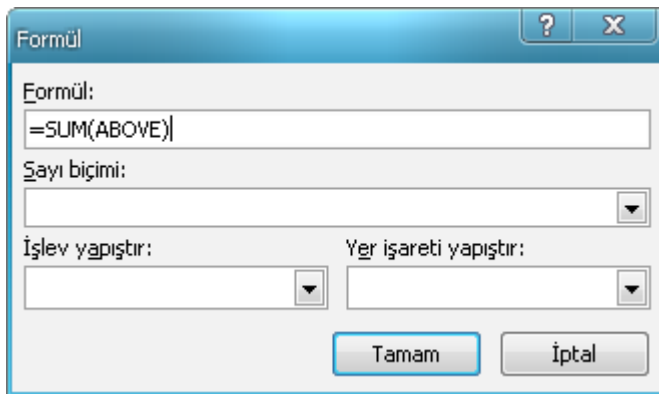 Formül
Formül:
=SUM(ABOVE)
Sayı biçimi:
İşlev yapıştır: Yer işareti yapıştır:
Tamam İptal